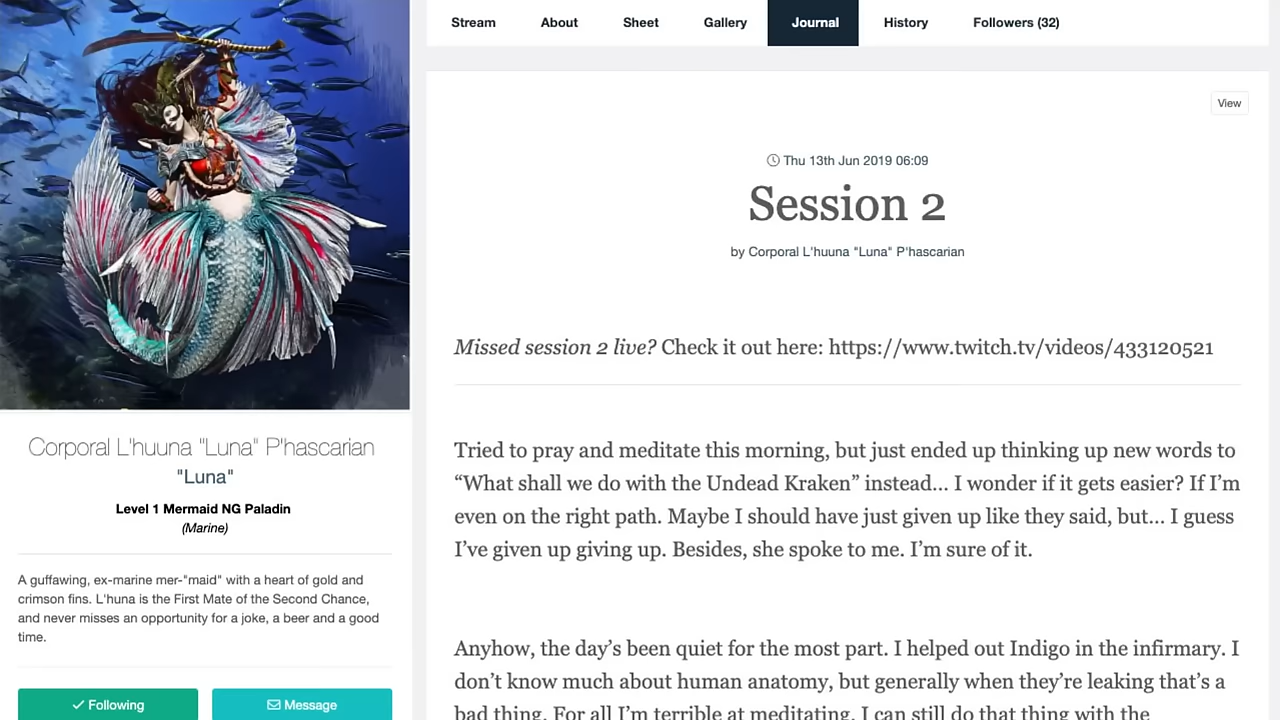 Stream About Sheet Gallery Journal History Followers (32)
View
Thu 13th Jun 2019 06:09
Session 2
by Corporal L'huuna "Luna" P'hascarian
Missed session 2 live? Check it out here: https://www.twitch.tv/videos/433120521
Tried to pray and meditate this morning, but just ended up thinking up new words to
“What shall we do with the Undead Kraken” instead... I wonder if it gets easier? If I’m
even on the right path. Maybe I should have just given up like they said, but... I guess
I’ve given up giving up. Besides, she spoke to me. I’m sure of it.
Anyhow, the day’s been quiet for the most part. I helped out Indigo in the infirmary. I
don’t know much about human anatomy, but generally when they’re leaking that’s a
bad thing. For all I’m terrible at meditating, I can still do that thing with the
Corporal L'huuna "Luna" P'hascarian
"Luna"
Level 1 Mermaid NG Paladin
(Marine)
A guffawing, ex-marine mer-"maid" with a heart of gold and
crimson fins. L'huna is the First Mate of the Second Chance,
and never misses an opportunity for a joke, a beer and a good
time.
Following
Message